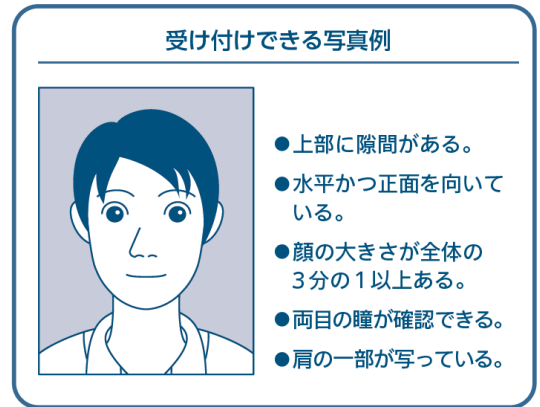 受け付けできる写真例
●上部に隙間がある。
●水平かつ正面を向いて
いる。
●顔の大きさが全体の
3分の1以上ある。
●両目の瞳が確認できる。
●肩の一部が写っている。